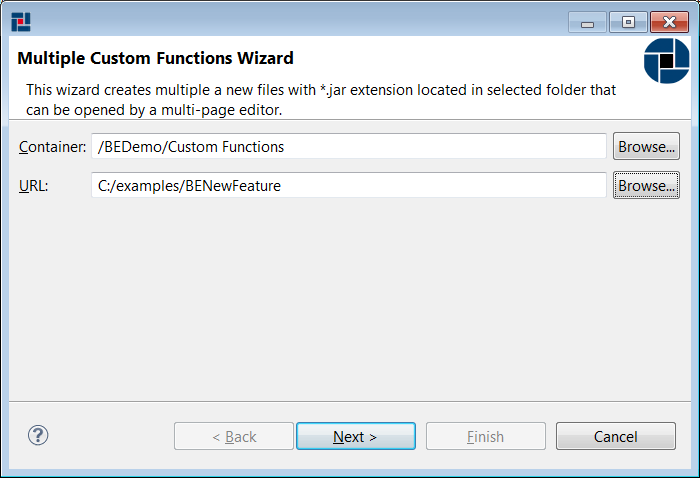 Multiple Custom Functions Wizard
This wizard creates multiple a new files with *.jar extension located in selected folder that
can be opened by a multi-page editor.
Container: /BEDemo/Custom Functions Browse...
URL: C:/examples/BENewFeature Browse...
? < Back Next > Finish Cancel